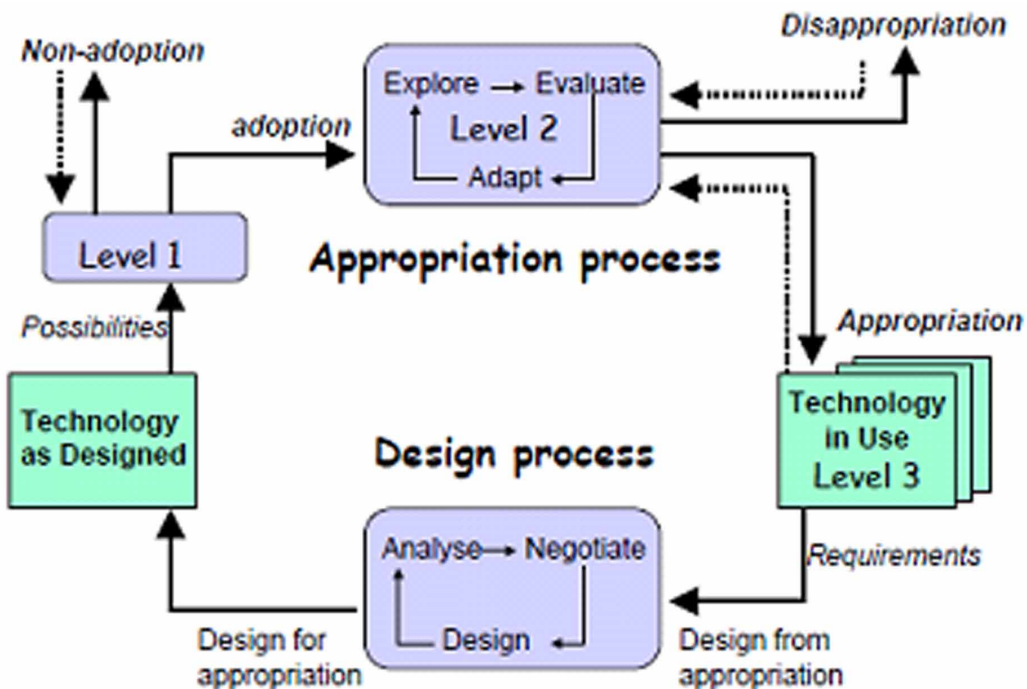 Non-adoption
Disappropriation
adoption
Explore Evaluate
Level 2
Adapt
Level 1
Appropriation process
Possibilities
Appropriation
Technology
as Designed
Technology
in Use
Level 3
Design process
Analyse Negotiate
Design
Requirements
Design for
appropriation
Design from
appropriation